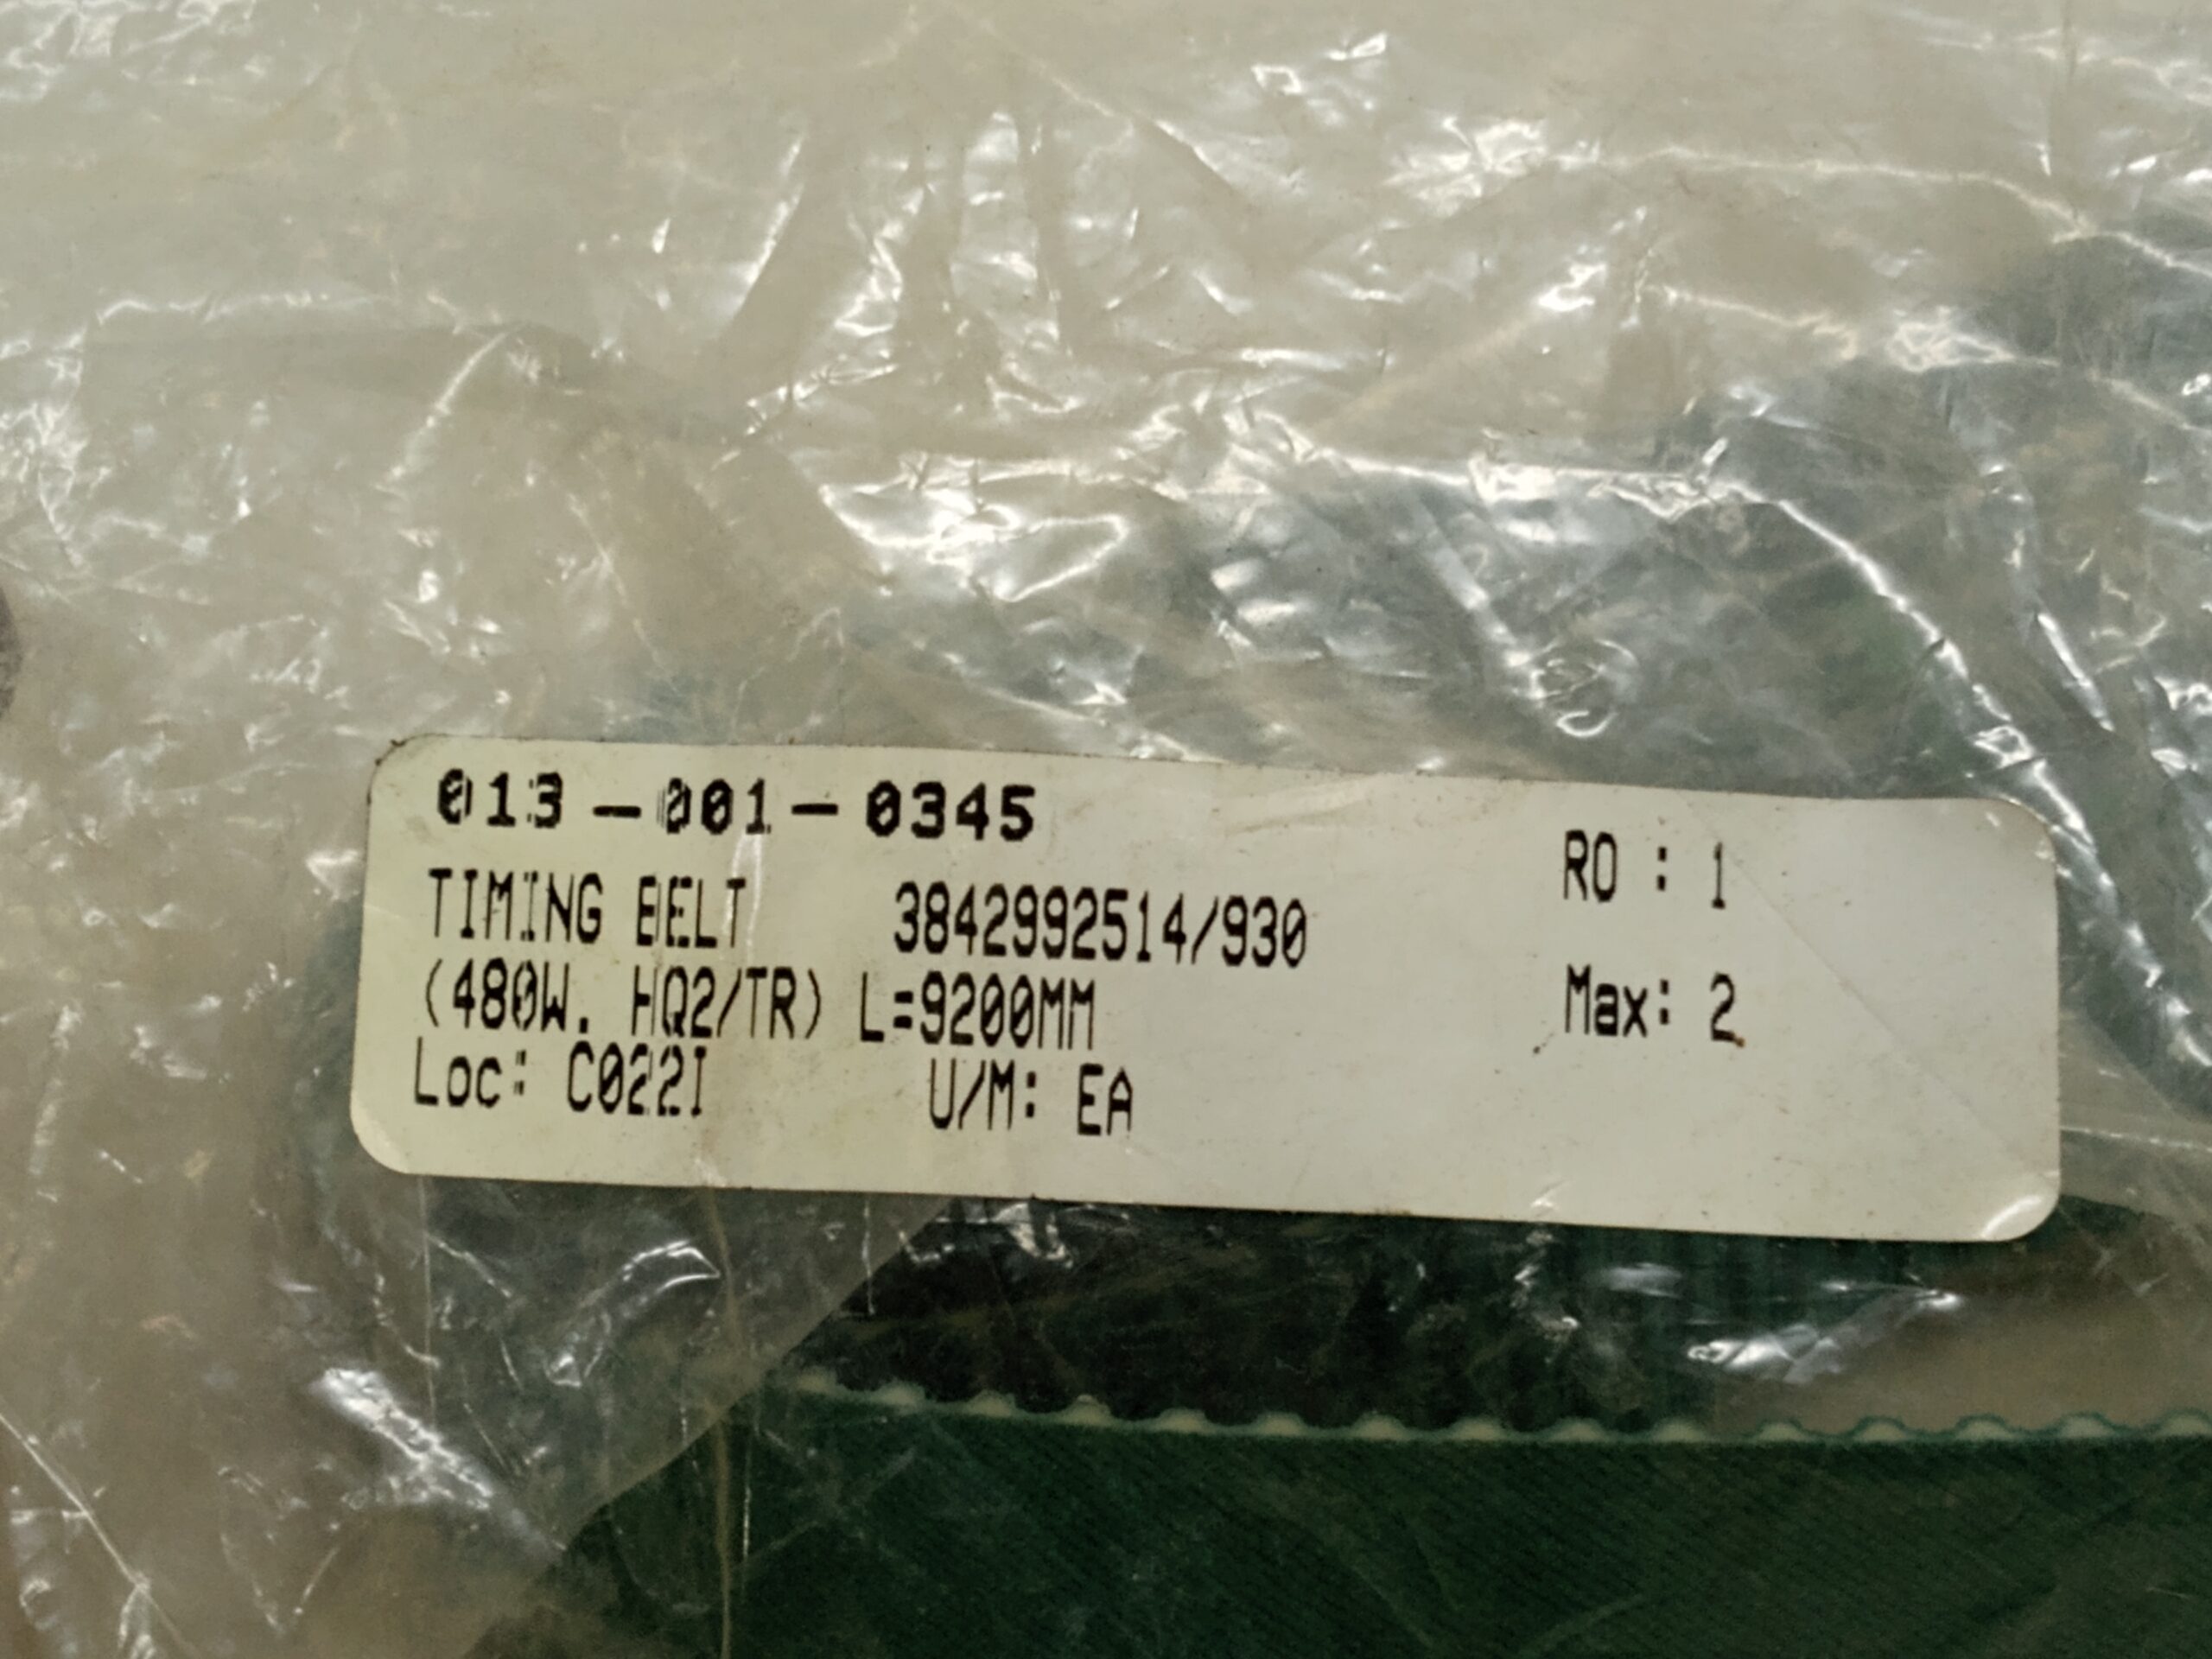 013-001-0345
RO : 1
TIMING BELT 3842992514/930
(480W. HQ2/TR) L=9200MM
Max: 2
Loc: C022I U/M: EA